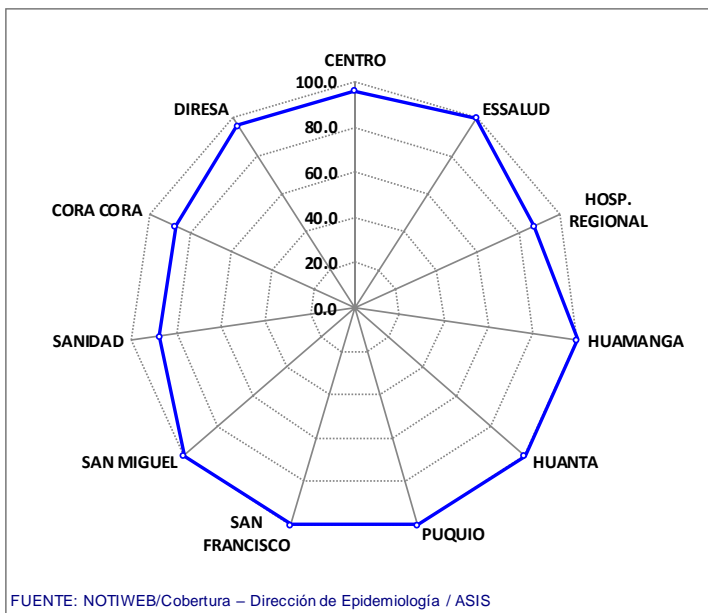 CENTRO
100.0
DIRESA
ESSALUD
80.0
60.0
CORA CORA
HOSP.
REGIONAL
40.0
20.0
0.0
SANIDAD
HUAMANGA
SAN MIGUEL
HUANTA
SAN
FRANCISCO
PUQUIO
FUENTE: NOTIWEB/Cobertura – Dirección de Epidemiología / ASIS